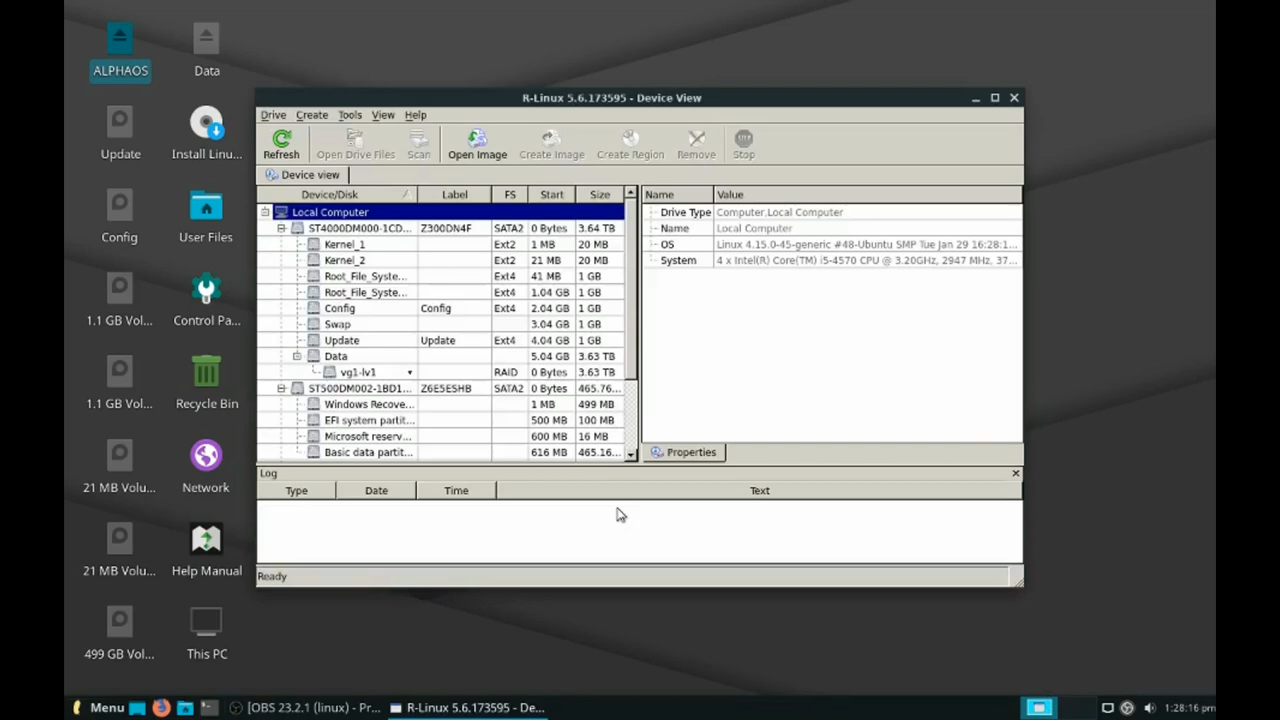 ALPHAOS
Data
Update
Install Linu...
Config
User Files
1.1 GB Vol...
Control Pa...
1.1 GB Vol...
Recycle Bin
21 MB Volu...
Network
21 MB Volu...
Help Manual
499 GB Vol...
This PC
R-Linux 5.6.173595 - Device View
Drive Create Tools View Help
Refresh Open Drive Files Scan Open Image Create Image Create Region Remove Stop
Device view
Device/Disk Label FS Start Size
Local Computer
ST4000DM000-1CD... Z300DN4F SATA2 0 Bytes 3.64 TB
Kernel_1 Ext2 1 MB 20 MB
Kernel_2 Ext2 21 MB 20 MB
Root_File_Syste... Ext4 41 MB 1 GB
Root_File_Syste... Ext4 1.04 GB 1 GB
Config Config Ext4 2.04 GB 1 GB
Swap 3.04 GB 1 GB
Update Update Ext4 4.04 GB 1 GB
Data 5.04 GB 3.63 TB
vg1-lv1 RAID 0 Bytes 3.63 TB
ST500DM002-1BD1... Z6E5ESHB SATA2 0 Bytes 465.76...
Windows Recove... 1 MB 499 MB
EFI system partit... 500 MB 100 MB
Microsoft reserv... 600 MB 16 MB
Basic data partit... 616 MB 465.16...
Name Value
Drive Type Computer,Local Computer
Name Local Computer
OS Linux 4.15.0-45-generic #48-Ubuntu SMP Tue Jan 29 16:28:1...
System 4 x Intel(R) Core(TM) i5-4570 CPU @ 3.20GHz, 2947 MHz, 37...
Properties
Log
Type Date Time Text
Ready
Menu [OBS 23.2.1 (linux) - Pr... R-Linux 5.6.173595 - De... 1:28:16 pm